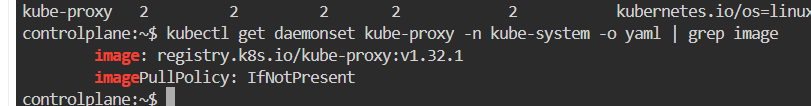 kube-proxy   2         2         2       2            2           kubernetes.io/os=linux
controlplane:~$ kubectl get daemonset kube-proxy -n kube-system -o yaml | grep image
        image: registry.k8s.io/kube-proxy:v1.32.1
        imagePullPolicy: IfNotPresent
controlplane:~$